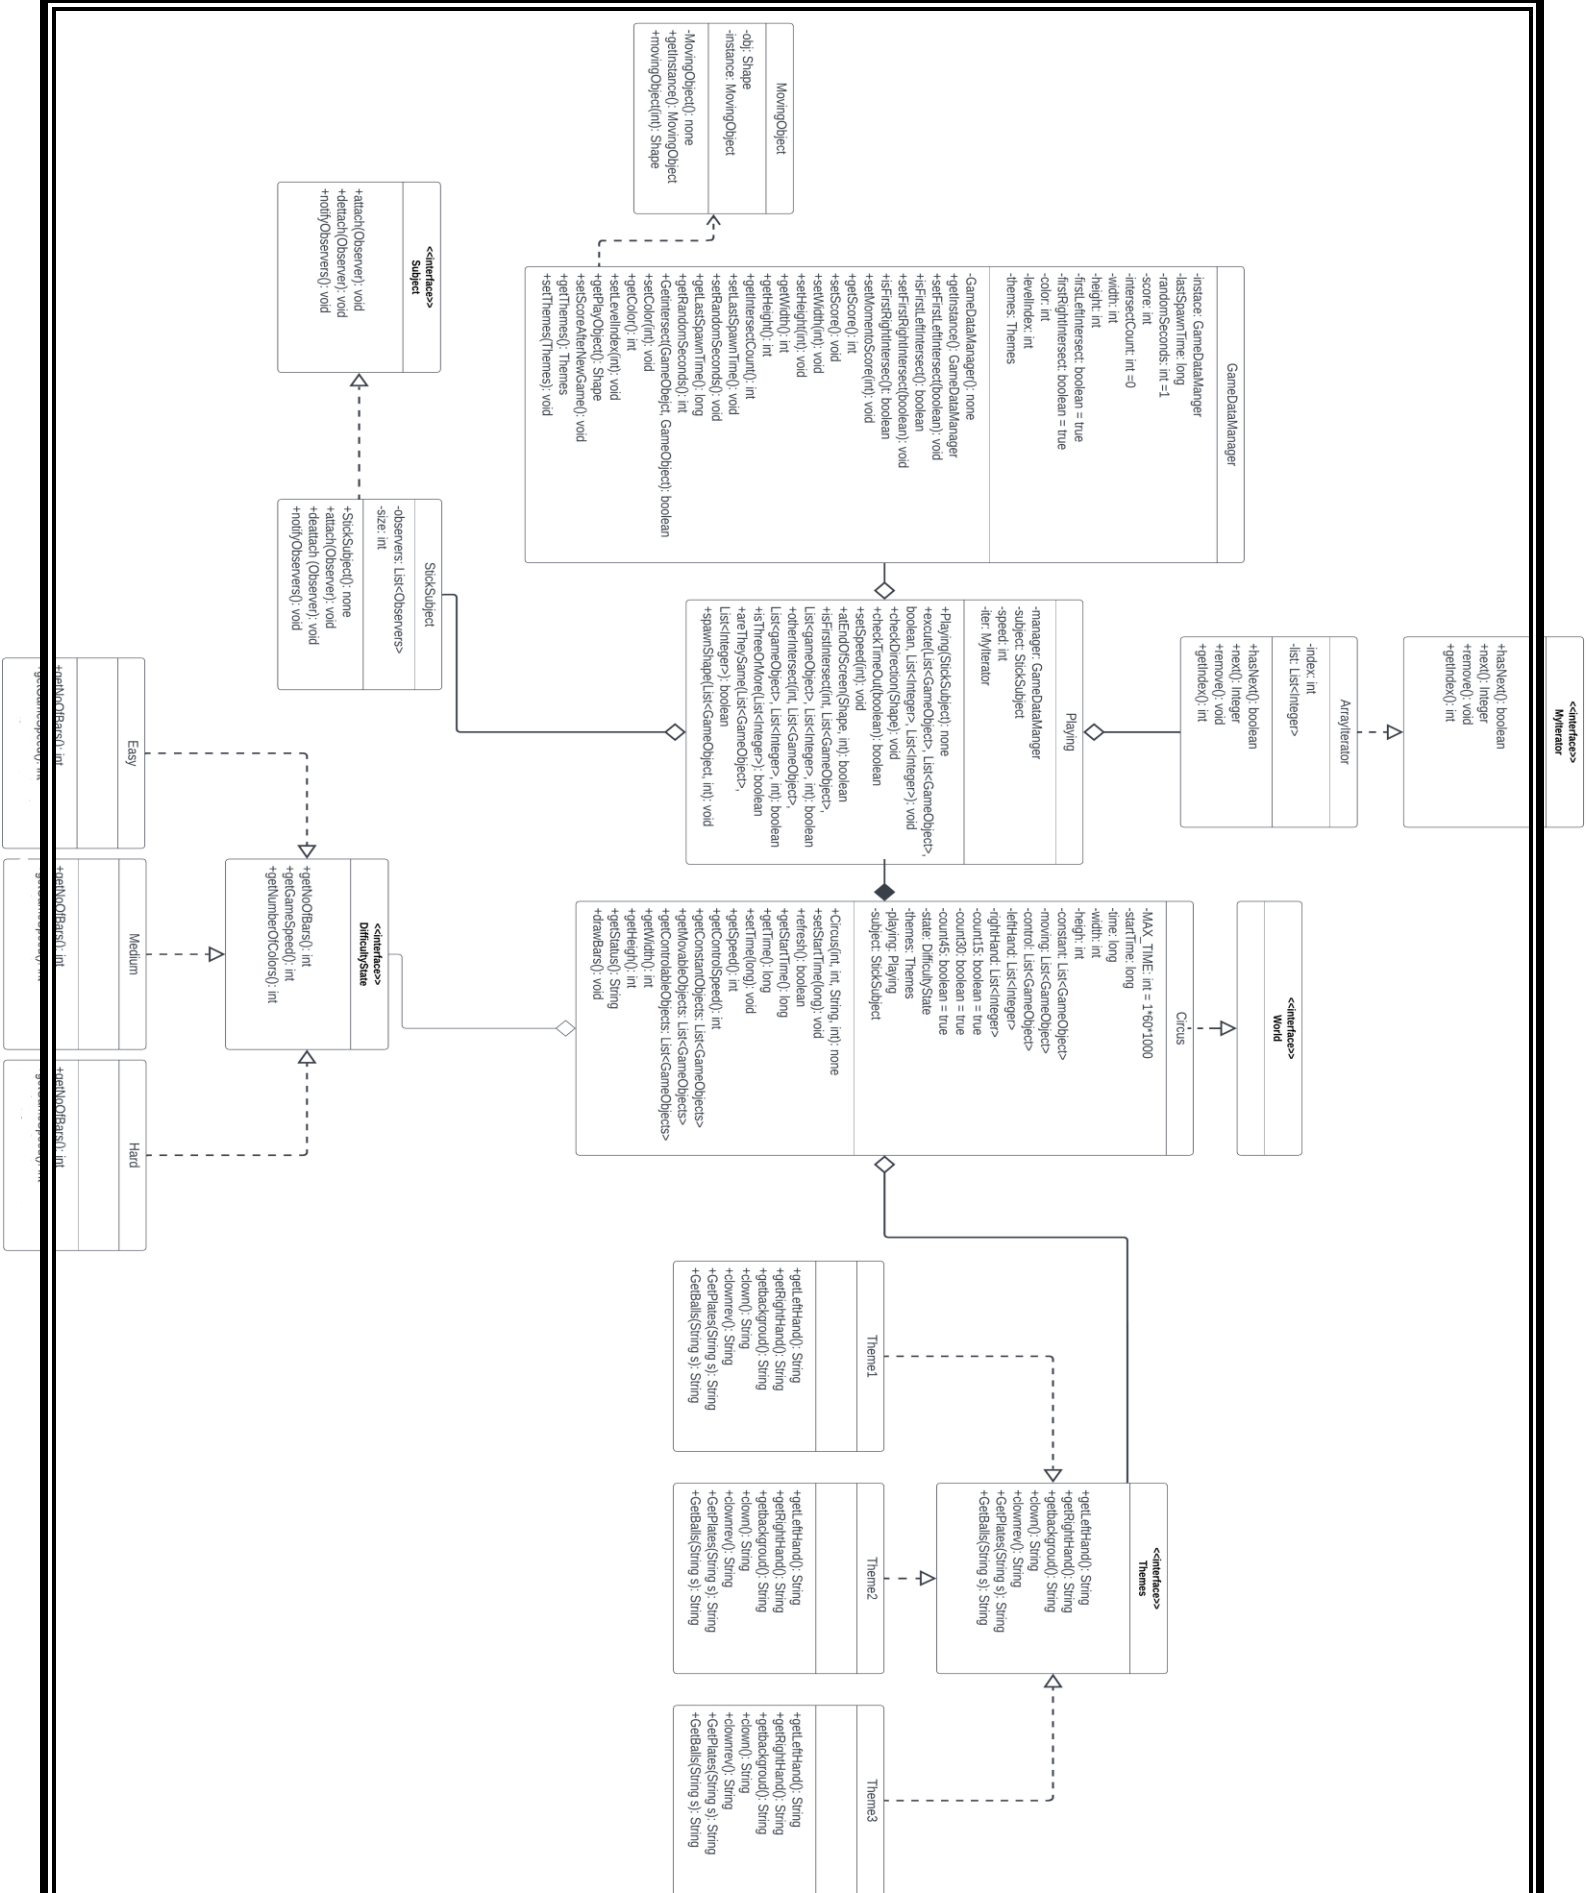 MovingObject
-obj: Shape
-instance: MovingObject
-MovingObject(): none
+getInstance(): MovingObject
+movingObject(int): Shape
<<interface>>
Subject
+attach(Observer): void
+dettach(Observer): void
+notifyObservers(): void
GameDataManager
-instace: GameDataManger
-lastSpawnTime: long
-randomSeconds: int =1
-score: int
-intersectCount: int =0
-width: int
-height: int
-firstLeftIntersect: boolean = true
-firstRightIntersect: boolean = true
-color: int
-levelIndex: int
-themes: Themes
-GameDataManager(): none
+getInstance(): GameDataManager
+setFirstLeftIntersect(boolean): void
+isFirstLeftIntersect(): boolean
+setFirstRightIntersect(boolean): void
+isFirstRightIntersec()t: boolean
+setMomentoScore(int): void
+getScore(): int
+setScore(): void
+setWidth(int): void
+setHeight(int): void
+getWidth(): int
+getHeight(): int
+getIntersectCount(): int
+setLastSpawnTime(): void
+setRandomSeconds(): void
+getLastSpawnTime(): long
+getRandomSeconds(): int
+GetIntersect(GameObejct, GameObject): boolean
+setColor(int): void
+getColor(): int
+setLevelIndex(int): void
+getPlayObject(): Shape
+setScoreAfterNewGame(): void
+getThemes(): Themes
+setThemes(Themes): void
StickSubject
-observers: List<Observers>
-size: int
+StickSubject(): none
+attach(Observer): void
+deattach (Observer): void
+notifyObservers(): void
<<interface>>
MyIterator
+hasNext(): boolean
+next(): Integer
+remove(): void
+getIndex(): int
ArrayIterator
-index: int
-list: List<Integer>
+hasNext(): boolean
+next(): Integer
+remove(): void
+getIndex(): int
Playing
-manager: GameDataManger
-subject: StickSubject
-speed: int
-iter: MyIterator
+Playing(StickSubject): none
+excute(List<GameObject>, List<GameObject>,
boolean, List<Integer>, List<Integer>): void
+checkDirection(Shape): void
+checkTimeOut(boolean): boolean
+setSpeed(int): void
+atEndOfScreen(Shape, int): boolean
+isFirstIntersect(int, List<GameObject>,
List<gameObject>, List<Integer>, int): boolean
+otherIntersect(int, List<GameObject>,
List<gameObject>, List<Integer>, int): boolean
+isThreeOrMore(List<Integer>): boolean
+areTheySame(List<GameObject>,
List<Integer>): boolean
+spawnShape(List<GameObject, int): void
Easy
+getNoOfBars(): int
+getGameSpeed(): int
<<interface>>
DifficultyState
+getNoOfBars(): int
+getGameSpeed(): int
+getNumberOfColors(): int
Medium
+getNoOfBars(): int
Hard
+getNoOfBars(): int
<<interface>>
World
Circus
-MAX_TIME: int = 1*60*1000
-startTime: long
-time: long
-width: int
-heigh: int
-constant: List<GameObject>
-moving: List<GameObject>
-control: List<GameObject>
-leftHand: List<Integer>
-rightHand: List<Integer>
-count15: boolean = true
-count30: boolean = true
-count45: boolean = true
-state: DifficultyState
-themes: Themes
-playing: Playing
-subject: StickSubject
+Circus(int, int, String, int): none
+setStartTime(long): void
+refresh(): boolean
+getStartTime(): long
+getTime(): long
+setTime(long): void
+getSpeed(): int
+getControlSpeed(): int
+getConstantObjects: List<GameObjects>
+getMovableObjects: List<GameObjects>
+getControlableObjects: List<GameObjects>
+getWidth(): int
+getHeigh(): int
+getStatus(): String
+drawBars(): void
Theme1
+getLeftHand(): String
+getRightHand(): String
+getbackgroud(): String
+clown(): String
+clownrev(): String
+GetPlates(String s): String
+GetBalls(String s): String
<<interface>>
Themes
+getLeftHand(): String
+getRightHand(): String
+getbackgroud(): String
+clown(): String
+clownrev(): String
+GetPlates(String s): String
+GetBalls(String s): String
Theme2
+getLeftHand(): String
+getRightHand(): String
+getbackgroud(): String
+clown(): String
+clownrev(): String
+GetPlates(String s): String
+GetBalls(String s): String
Theme3
+getLeftHand(): String
+getRightHand(): String
+getbackgroud(): String
+clown(): String
+clownrev(): String
+GetPlates(String s): String
+GetBalls(String s): String